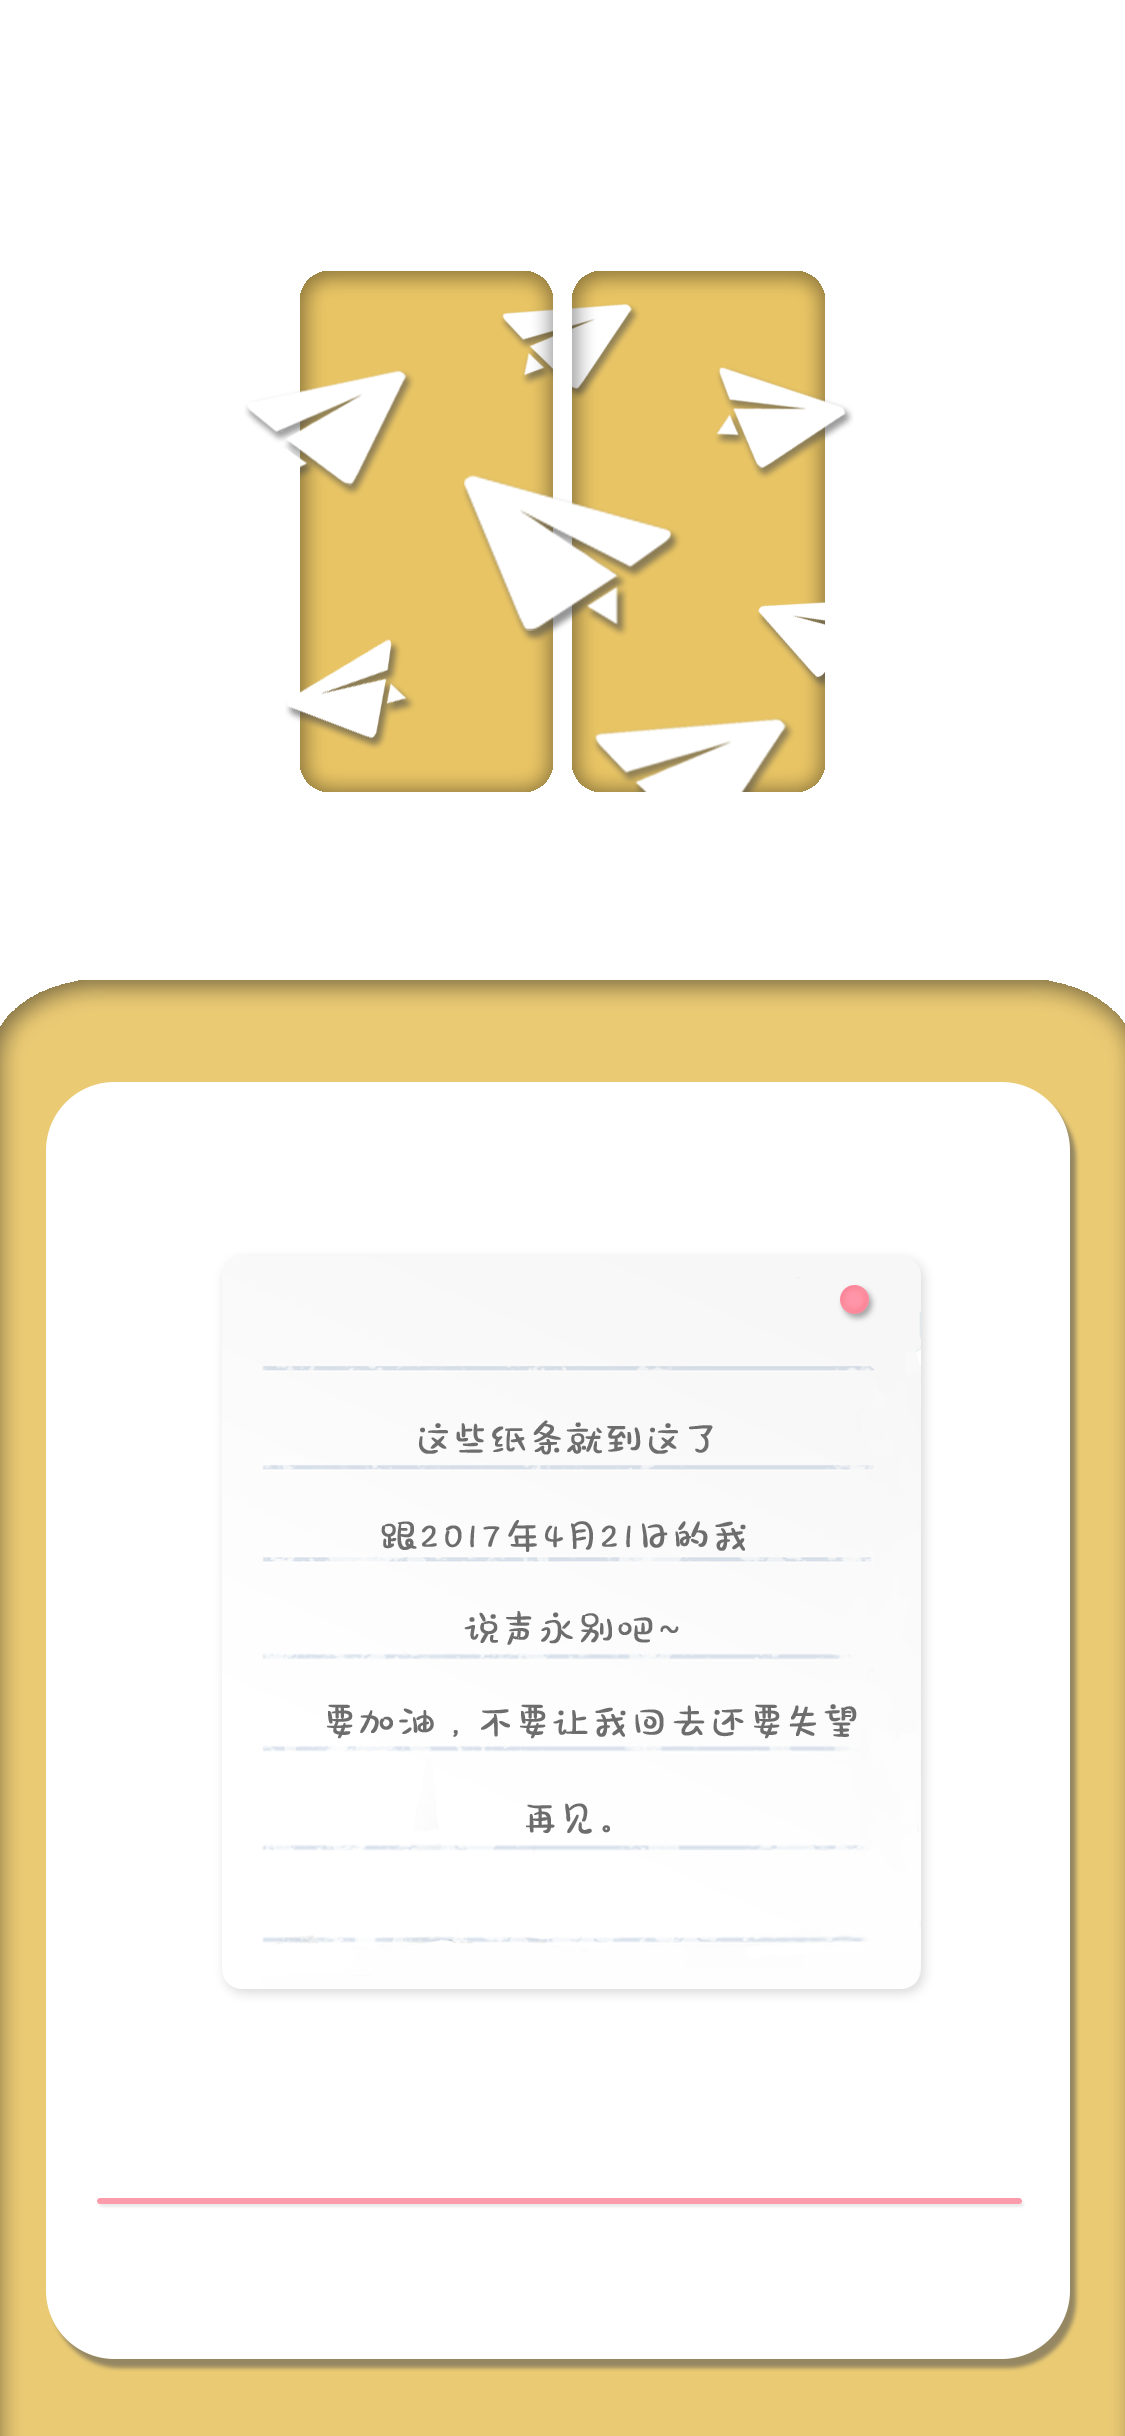 这些纸条就到这了
跟2017年4月21日的我
说声永别吧~
要加油，不要让我回去还要失望
再见。